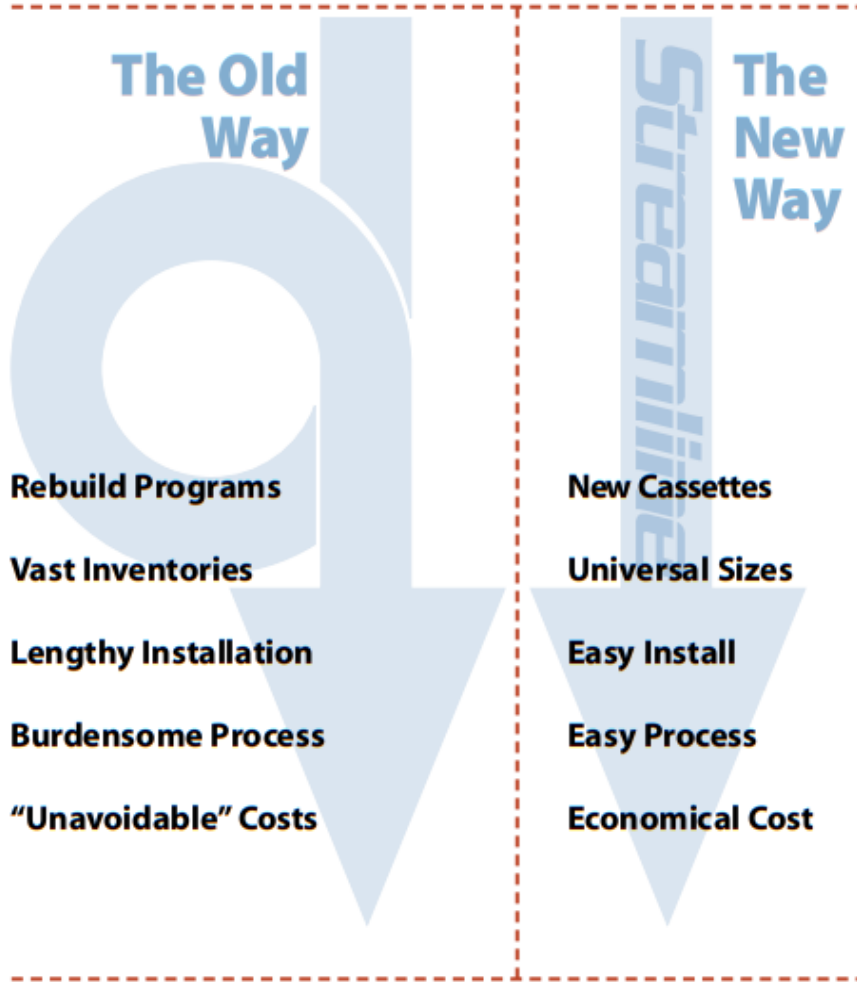 The Old
Way
Rebuild Programs
Vast Inventories
Lengthy Installation
Burdensome Process
“Unavoidable” Costs
Streamline
The
New
Way
New Cassettes
Universal Sizes
Easy Install
Easy Process
Economical Cost